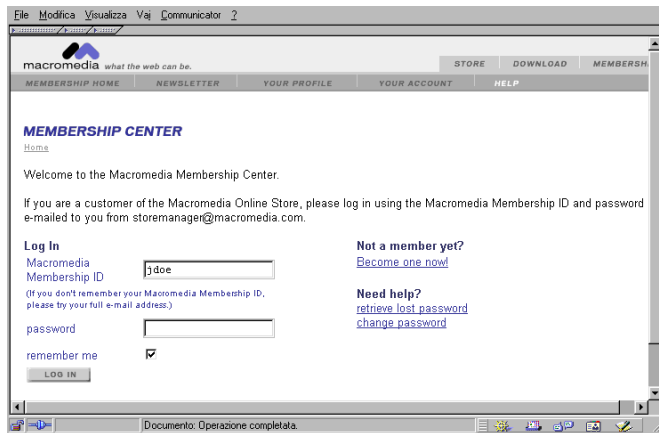 File Modifica Visualizza Vai Communicator ?
macromedia what the web can be.
STORE DOWNLOAD MEMBERSH
MEMBERSHIP HOME NEWSLETTER YOUR PROFILE YOUR ACCOUNT HELP
MEMBERSHIP CENTER
Home
Welcome to the Macromedia Membership Center.
If you are a customer of the Macromedia Online Store, please log in using the Macromedia Membership ID and password
e-mailed to you from storemanager@macromedia.com.
Log In
Macromedia
Membership ID
jdoe
(If you don't remember your Macromedia Membership ID,
please try your full e-mail address.)
password
remember me
LOG IN
Not a member yet?
Become one now!
Need help?
retrieve lost password
change password
Documento: Operazione completata.